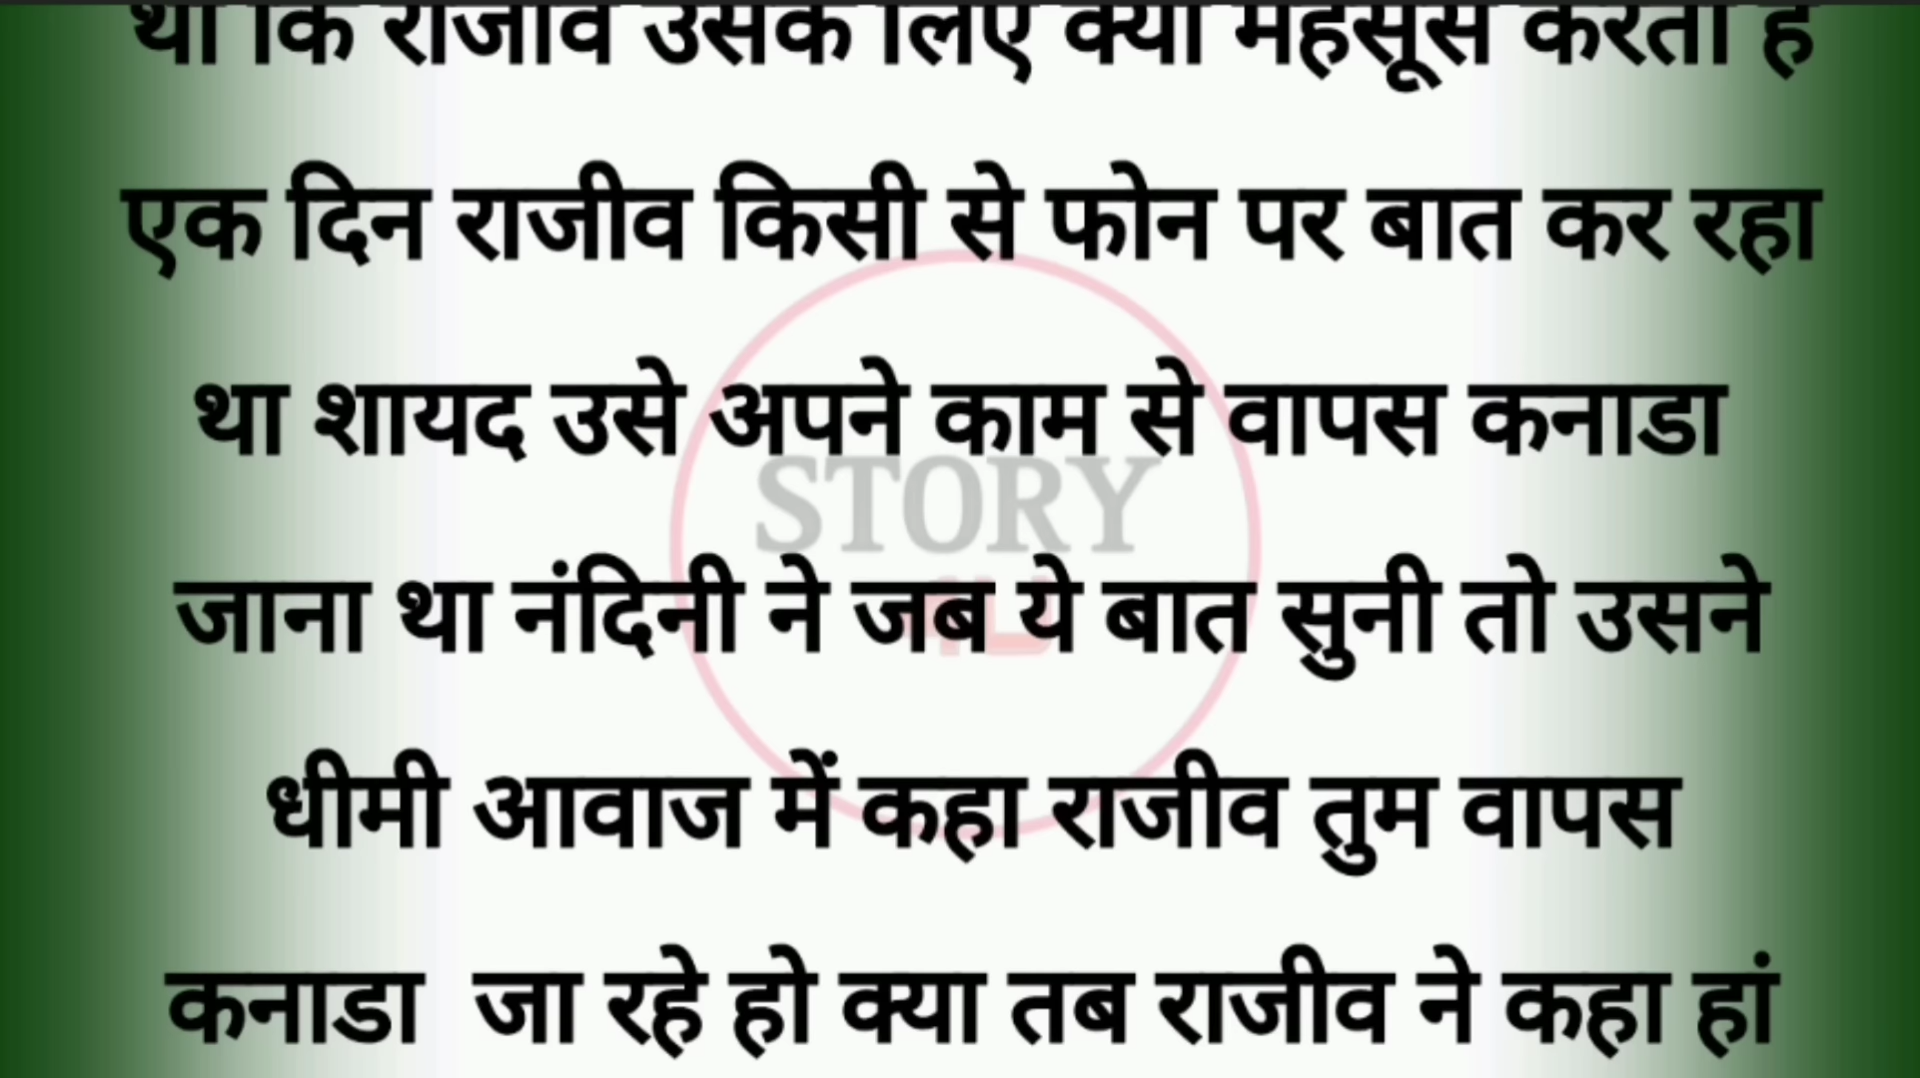 था कि राजीव उसके लिए क्या महसूस करता है
एक दिन राजीव किसी से फोन पर बात कर रहा
था शायद उसे अपने काम से वापस कनाडा
STORY
जाना था नंदिनी ने जब ये बात सुनी तो उसने
धीमी आवाज में कहा राजीव तुम वापस
कनाडा जा रहे हो क्या तब राजीव ने कहा हां